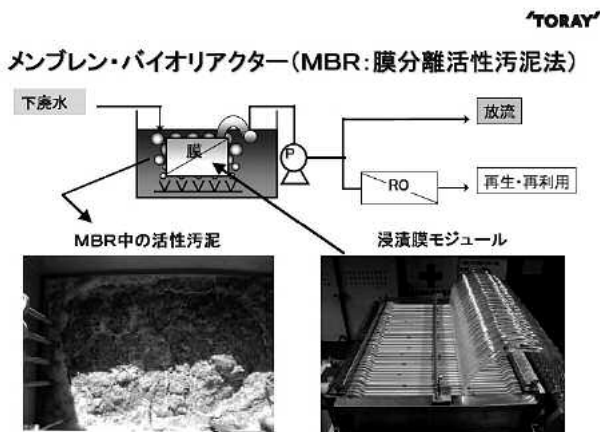 'TORAY'
メンブレン・バイオリアクター(MBR:膜分離活性汚泥法)
下廃水
放流
膜
P
RO
再生・再利用
MBR中の活性汚泥
浸漬膜モジュール